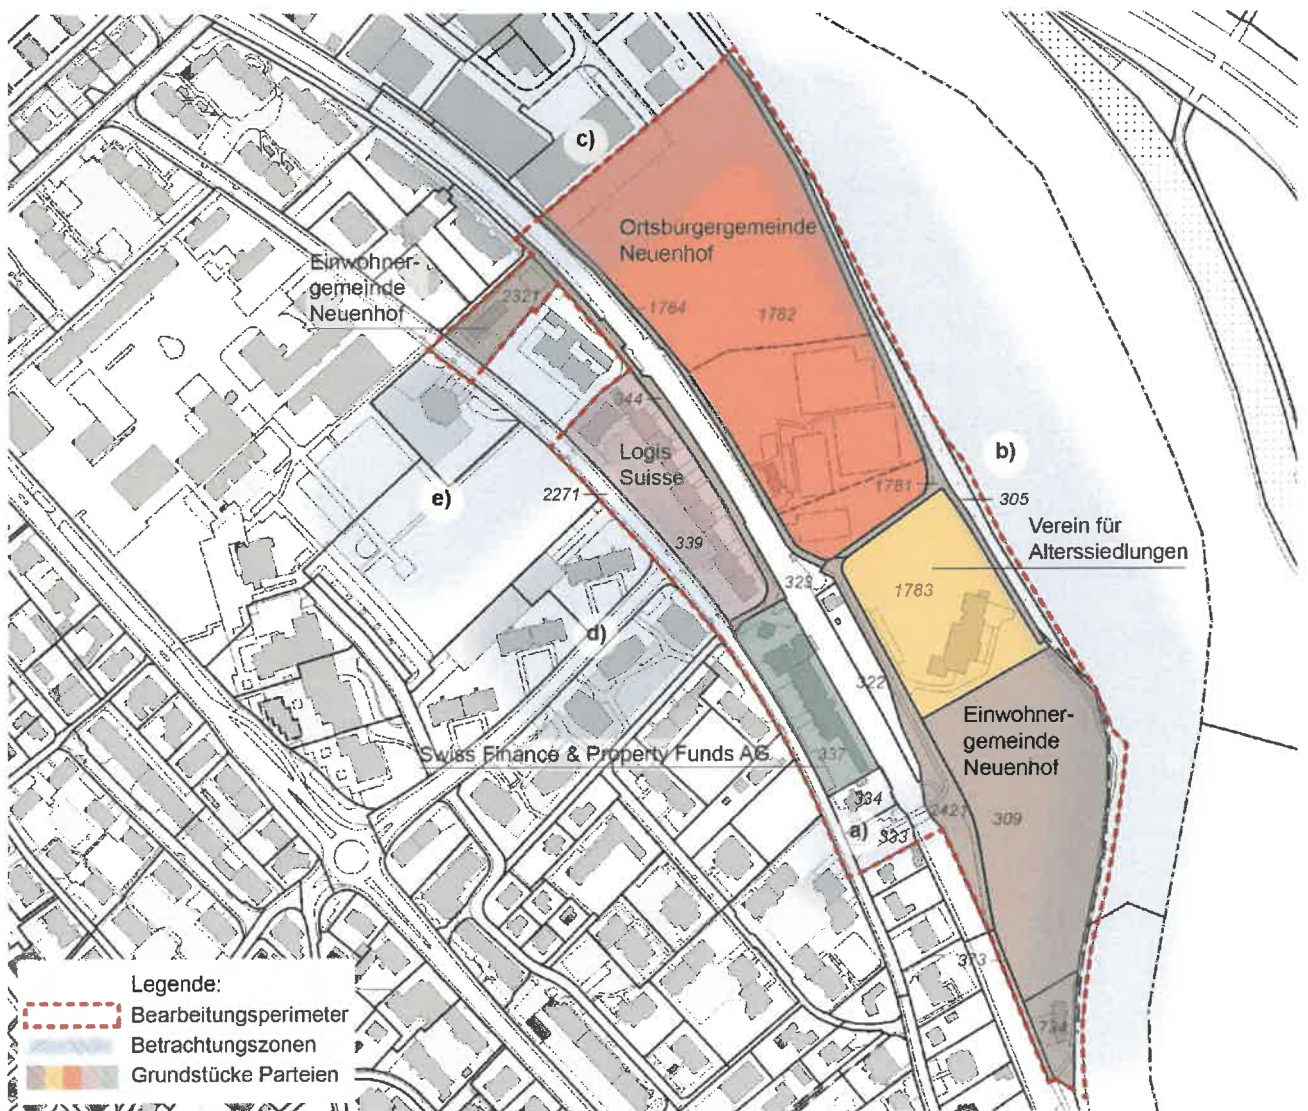 c)
Ortsbürgergemeinde
Neuenhof
Einwohner-
gemeinde
Neuenhof
2321
1784
1782
344
Logis
Suisse
b)
1781
305
e)
2271
Verein für
Alterssiedlungen
339
323
1783
d)
322
Einwohner-
gemeinde
Neuenhof
Swiss Finance & Property Funds AG
337
334
a)
333
2421
309
373
734
Legende:
Bearbeitungsperimeter
Betrachtungszonen
Grundstücke Parteien